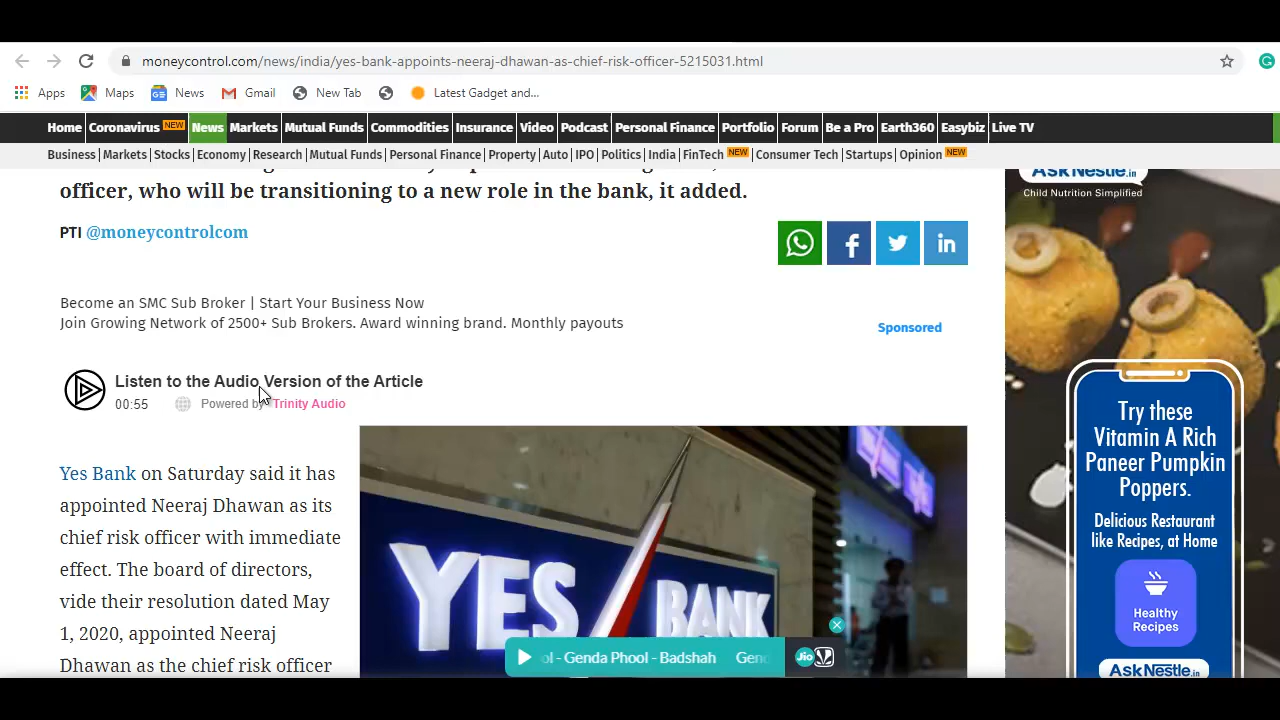 moneycontrol.com/news/india/yes-bank-appoints-neeraj-dhawan-as-chief-risk-officer-5215031.html
Apps Maps News Gmail New Tab Latest Gadget and...
Home Coronavirus NEW News Markets Mutual Funds Commodities Insurance Video Podcast Personal Finance Portfolio Forum Be a Pro Earth360 Easybiz Live TV
Business Markets Stocks Economy Research Mutual Funds Personal Finance Property Auto IPO Politics India FinTech NEW Consumer Tech Startups Opinion NEW
officer, who will be transitioning to a new role in the bank, it added.
PTI @moneycontrolcom
Become an SMC Sub Broker | Start Your Business Now
Join Growing Network of 2500+ Sub Brokers. Award winning brand. Monthly payouts
Sponsored
Listen to the Audio Version of the Article
00:55 Powered by Trinity Audio
Yes Bank on Saturday said it has
appointed Neeraj Dhawan as its
chief risk officer with immediate
effect. The board of directors,
vide their resolution dated May
1, 2020, appointed Neeraj
Dhawan as the chief risk officer
YES BANK
ol - Genda Phool - Badshah
Jio
AskNestle.in
Child Nutrition Simplified
Try these
Vitamin A Rich
Paneer Pumpkin
Poppers.
Delicious Restaurant
like Recipes, at Home
Healthy
Recipes
AskNestle.in